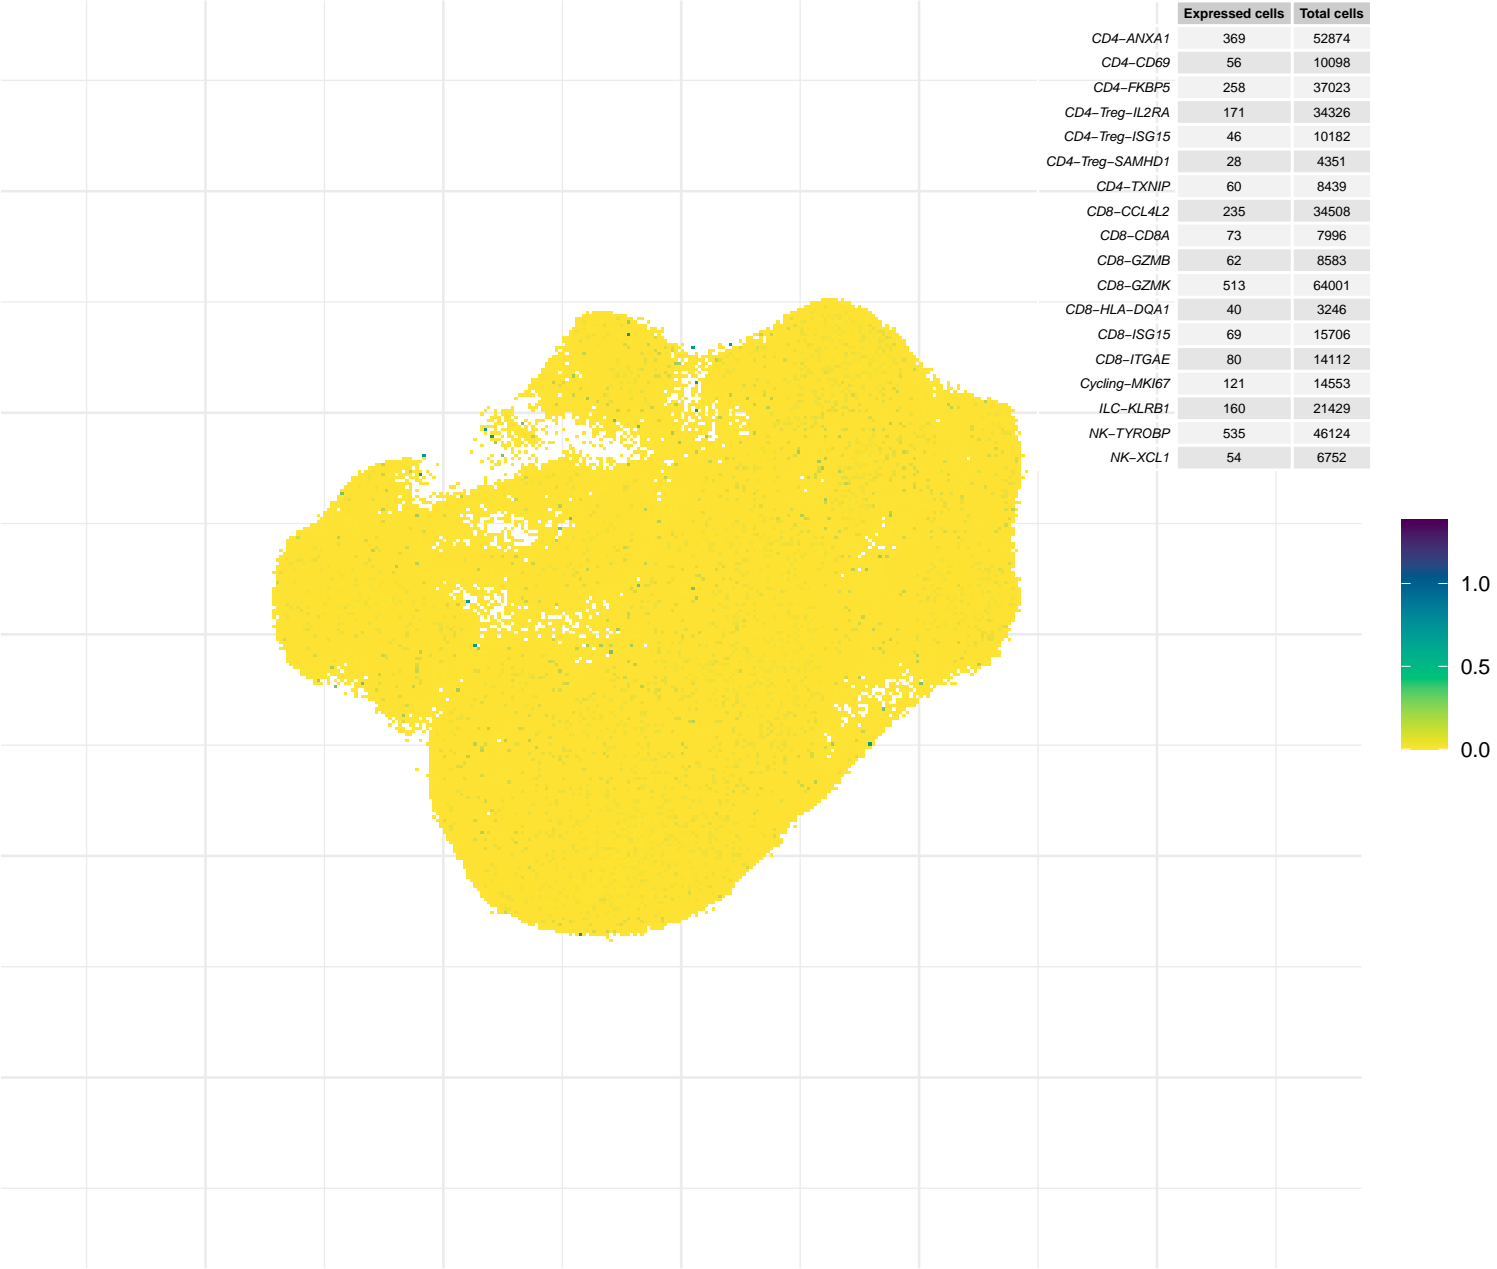 Expressed cells Total cells
CD4−ANXA1 369 52874
CD4−CD69 56 10098
CD4−FKBP5 258 37023
CD4−Treg−IL2RA 171 34326
CD4−Treg−ISG15 46 10182
CD4−Treg−SAMHD1 28 4351
CD4−TXNIP 60 8439
CD8−CCL4L2 235 34508
CD8−CD8A 73 7996
CD8−GZMB 62 8583
CD8−GZMK 513 64001
CD8−HLA−DQA1 40 3246
CD8−ISG15 69 15706
CD8−ITGAE 80 14112
Cycling−MKI67 121 14553
ILC−KLRB1 160 21429
NK−TYROBP 535 46124
NK−XCL1 54 6752
1.0
0.5
0.0